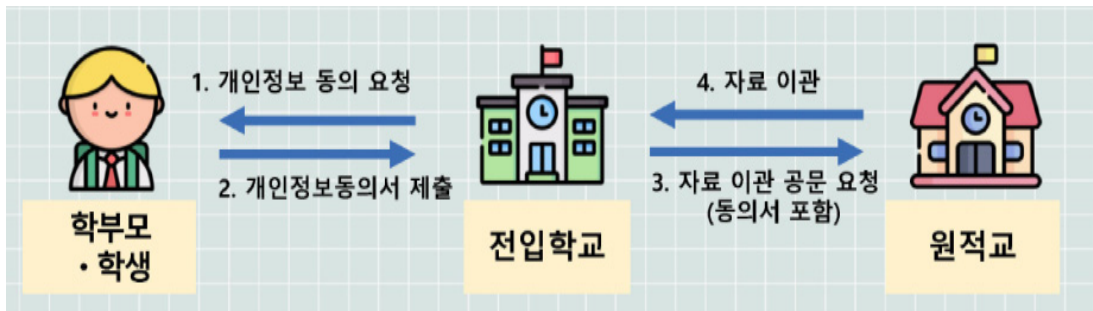 1. 개인정보 동의 요청
2. 개인정보동의서 제출
4. 자료 이관
3. 자료 이관 공문 요청
(동의서 포함)
학부모
・학생
전입학교
원적교